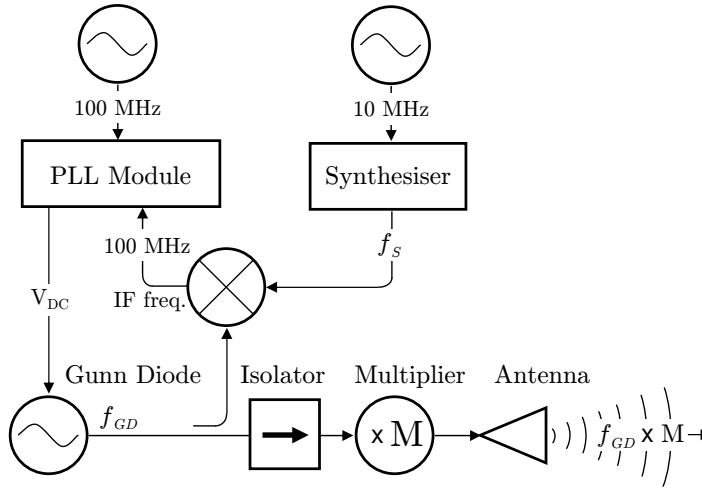 100 MHz
10 MHz
PLL Module
Synthesiser
100 MHz
f_S
IF freq.
V_DC
Gunn Diode
Isolator
Multiplier
Antenna
f_GD
x M
f_GD x M